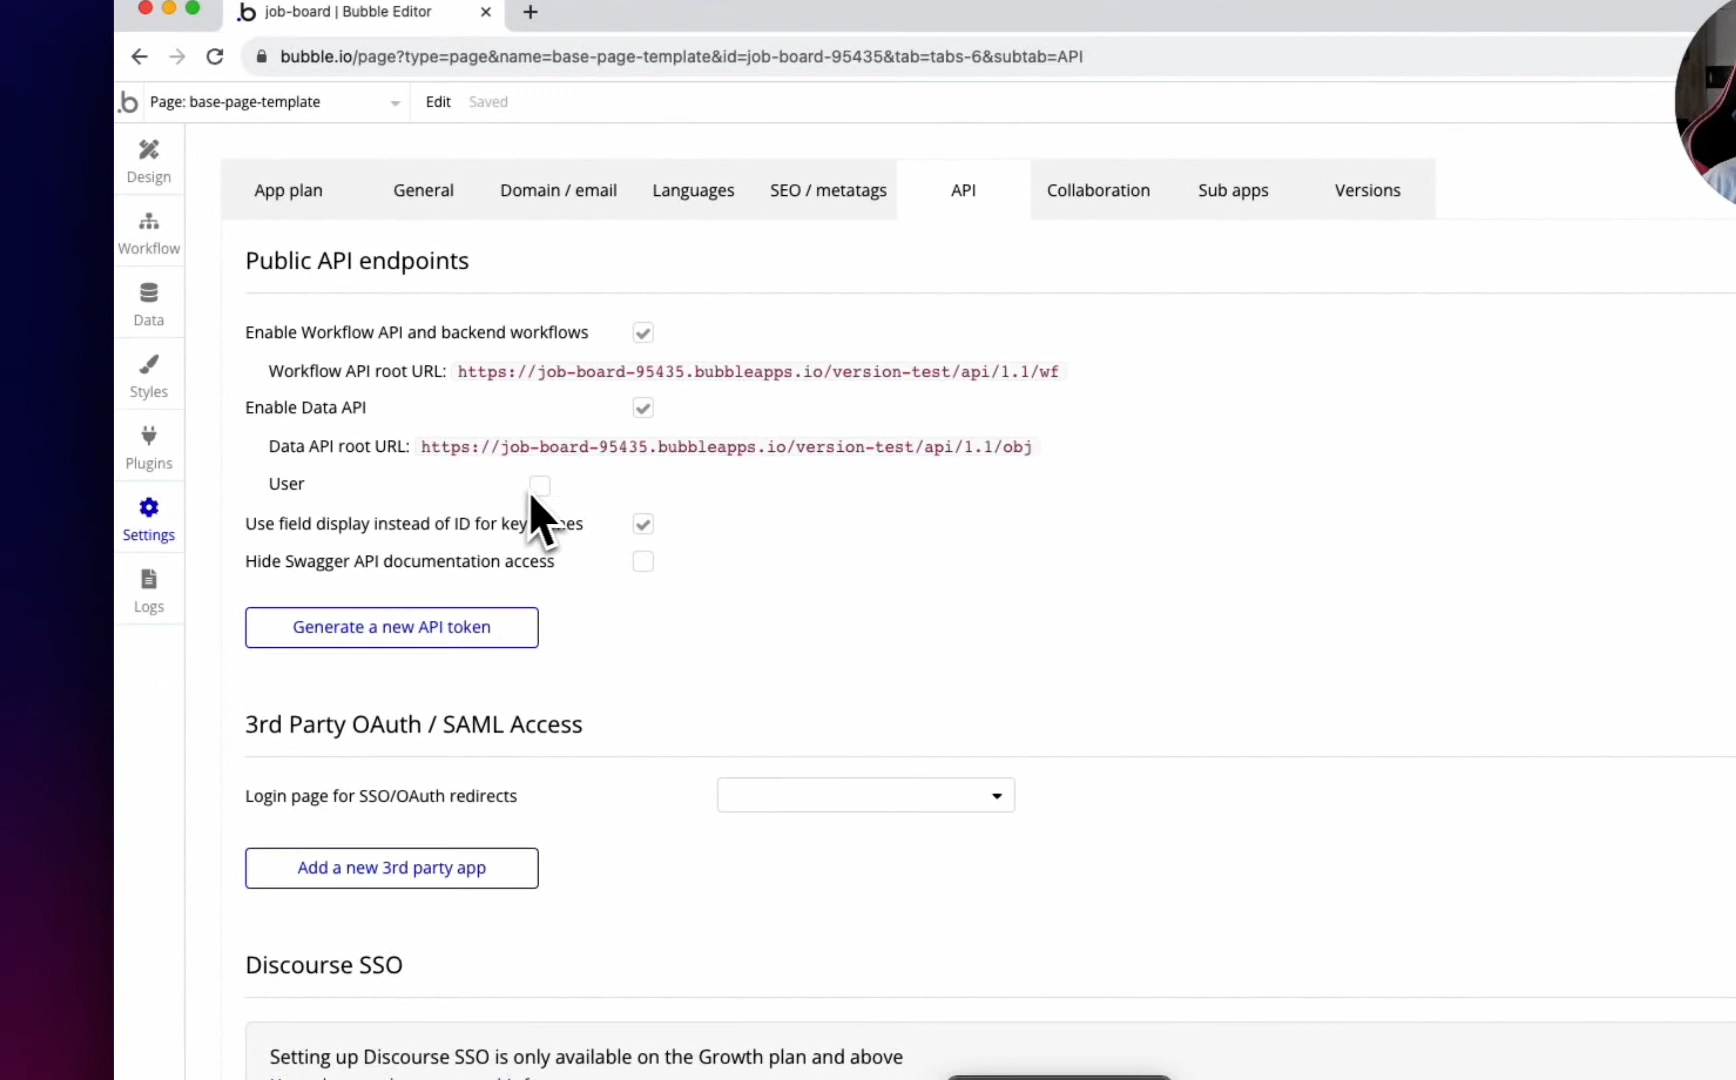 job-board | Bubble Editor
bubble.io/page?type=page&name=base-page-template&id=job-board-95435&tab=tabs-6&subtab=API
Page: base-page-template
Edit
Saved
Design
Workflow
Data
Styles
Plugins
Settings
Logs
App plan
General
Domain / email
Languages
SEO / metatags
API
Collaboration
Sub apps
Versions
Public API endpoints
Enable Workflow API and backend workflows
Workflow API root URL: https://job-board-95435.bubbleapps.io/version-test/api/1.1/wf
Enable Data API
Data API root URL: https://job-board-95435.bubbleapps.io/version-test/api/1.1/obj
User
Use field display instead of ID for key
Hide Swagger API documentation access
Generate a new API token
3rd Party OAuth / SAML Access
Login page for SSO/OAuth redirects
Add a new 3rd party app
Discourse SSO
Setting up Discourse SSO is only available on the Growth plan and above